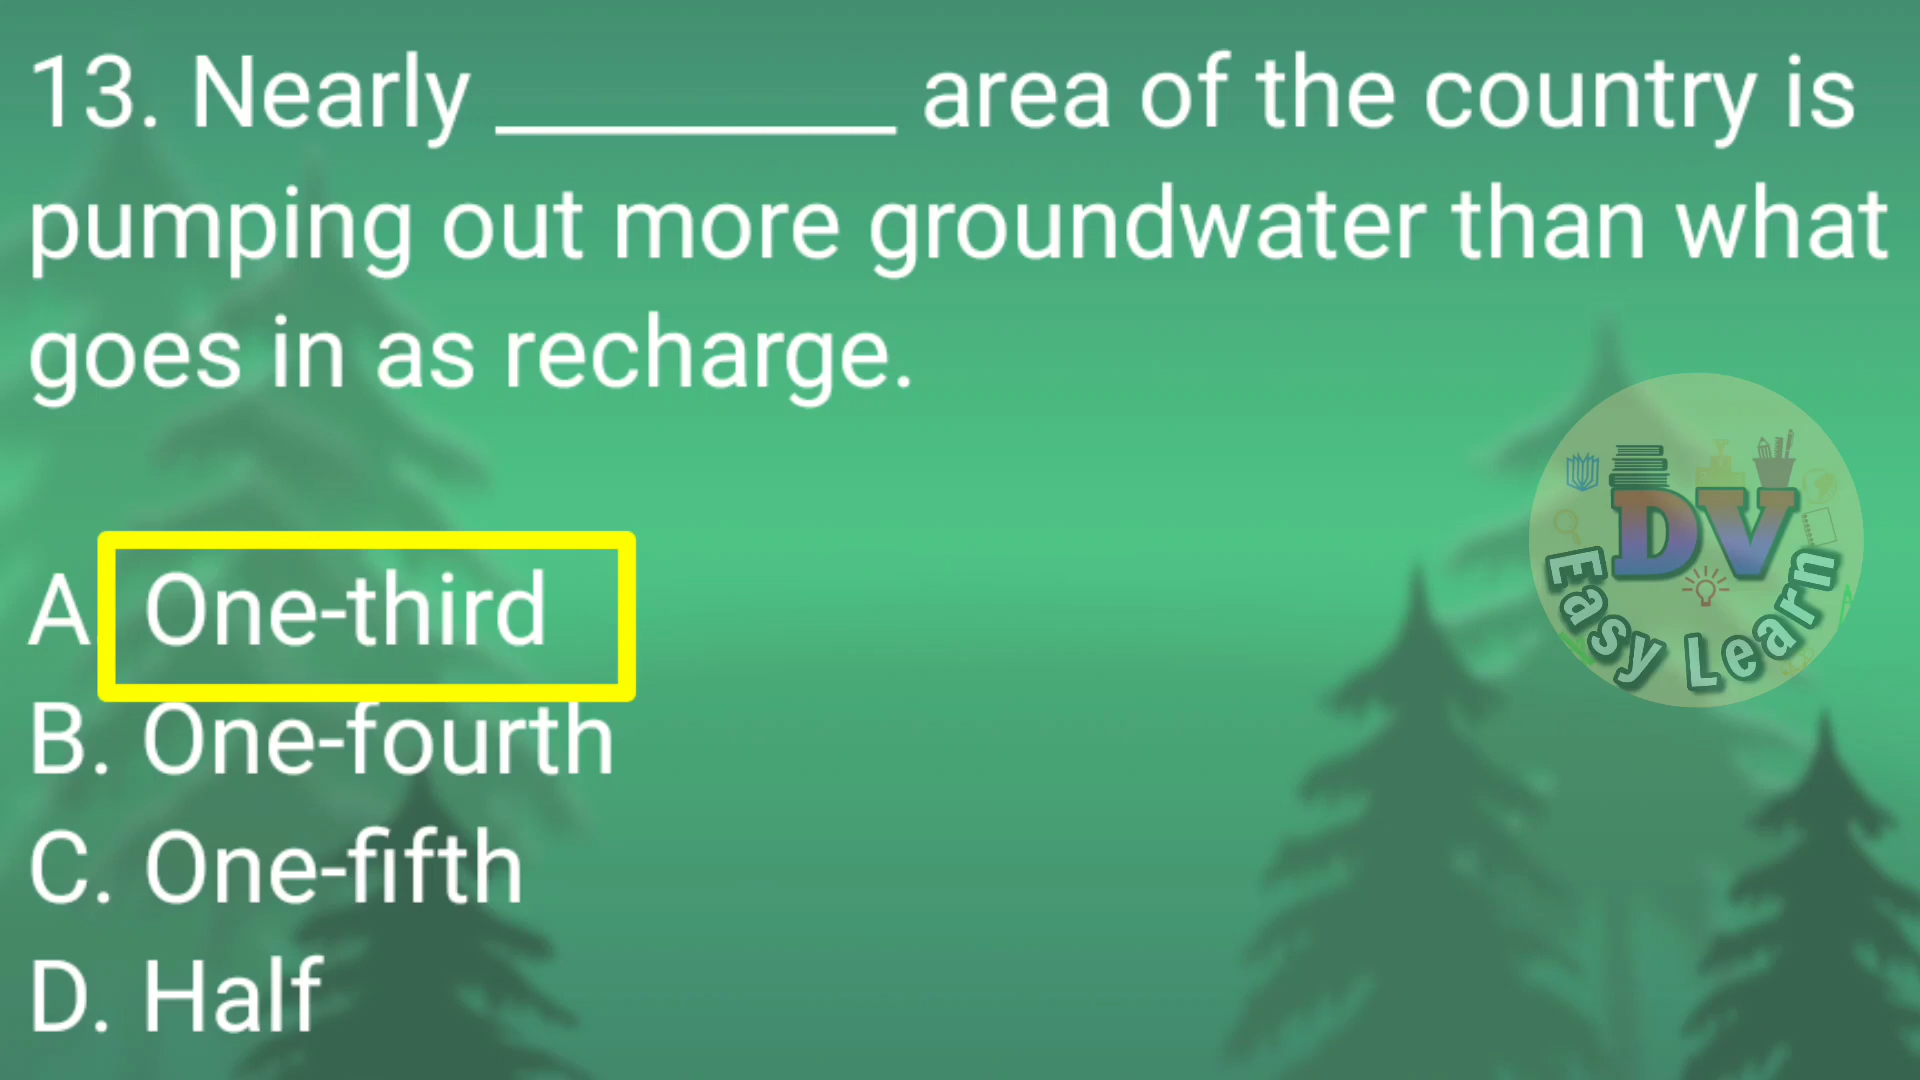 13. Nearly __________ area of the country is
pumping out more groundwater than what
goes in as recharge.
A. One-third
B. One-fourth
C. One-fifth
D. Half
DV
Easy Learn